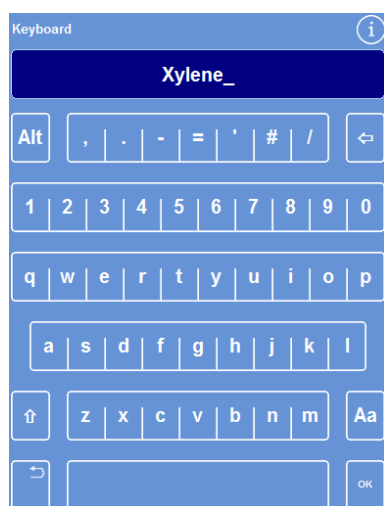 Keyboard i
Xylene_
Alt , . - = ' # / ⇦
1 2 3 4 5 6 7 8 9 0
q w e r t y u i o p
a s d f g h j k l
⇧ z x c v b n m Aa
OK